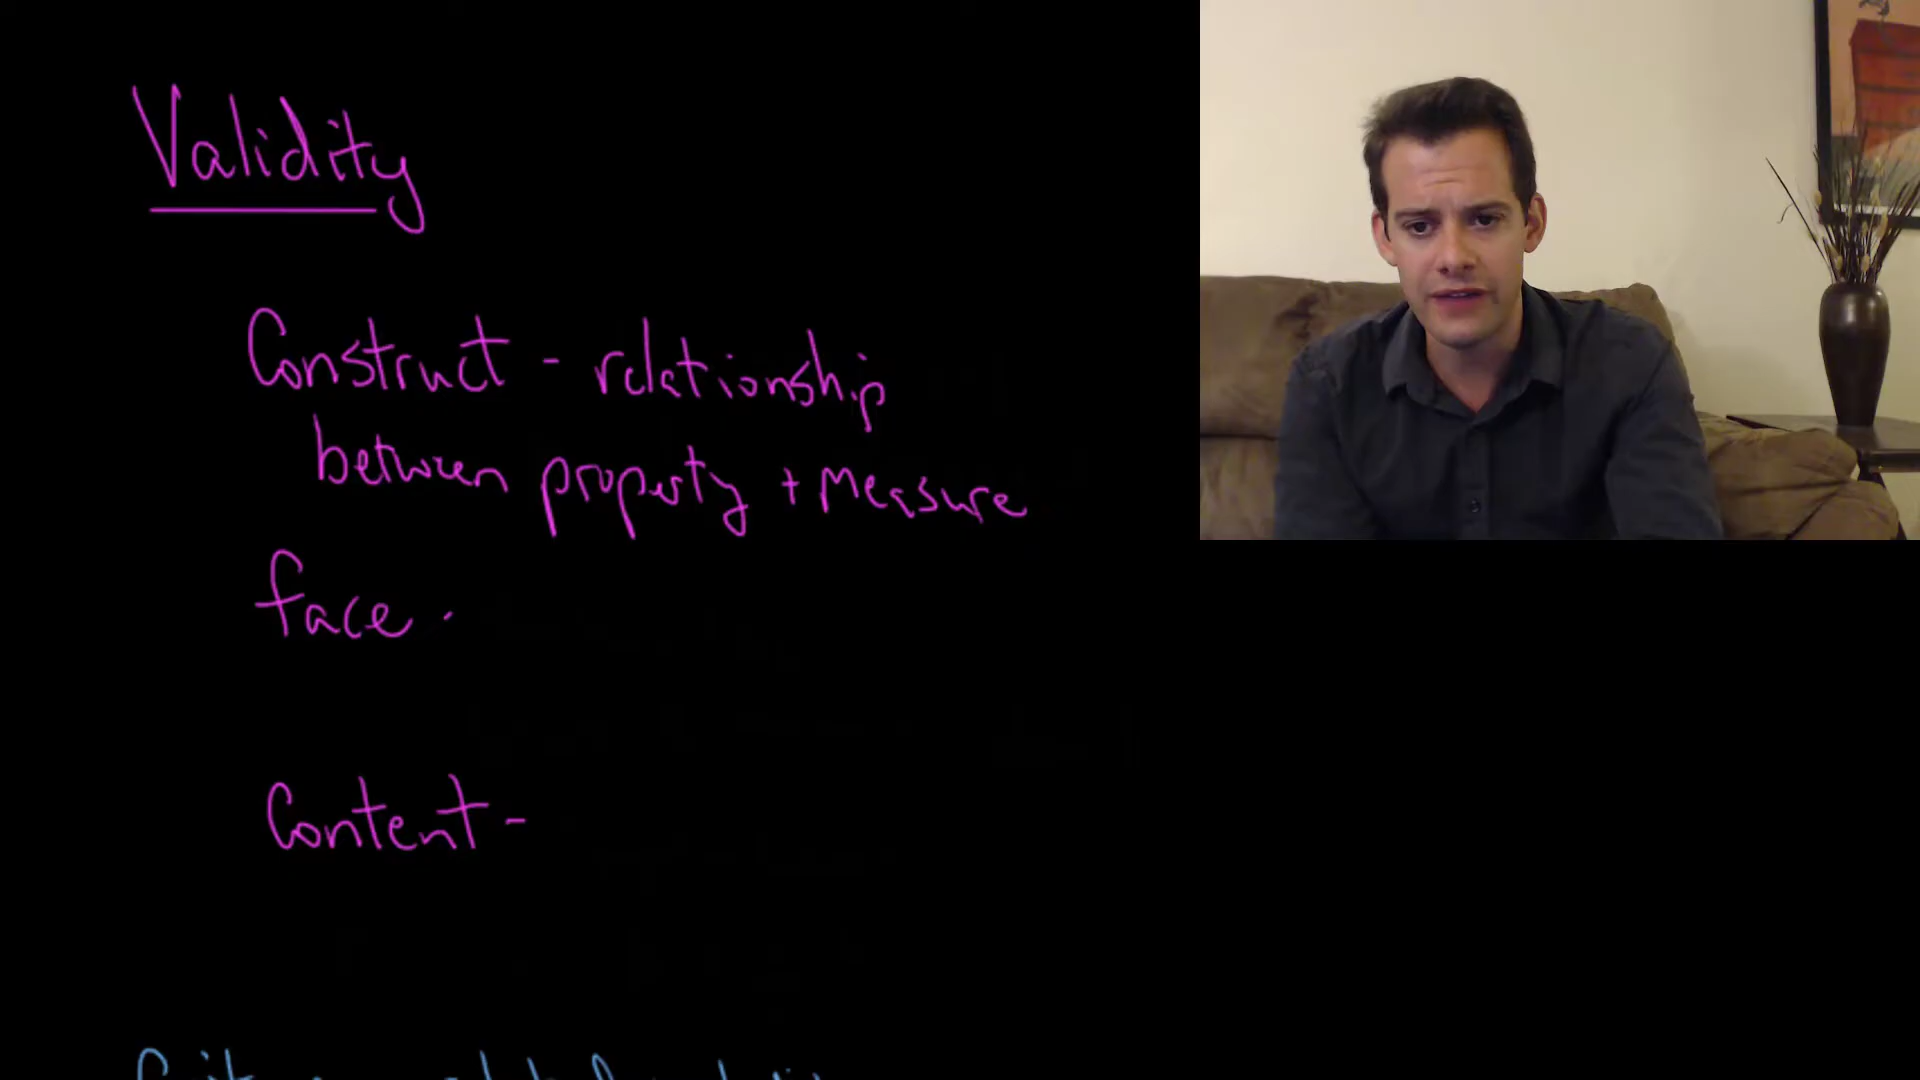 Validity
Construct - relationship
between property + measure
face -
Content -